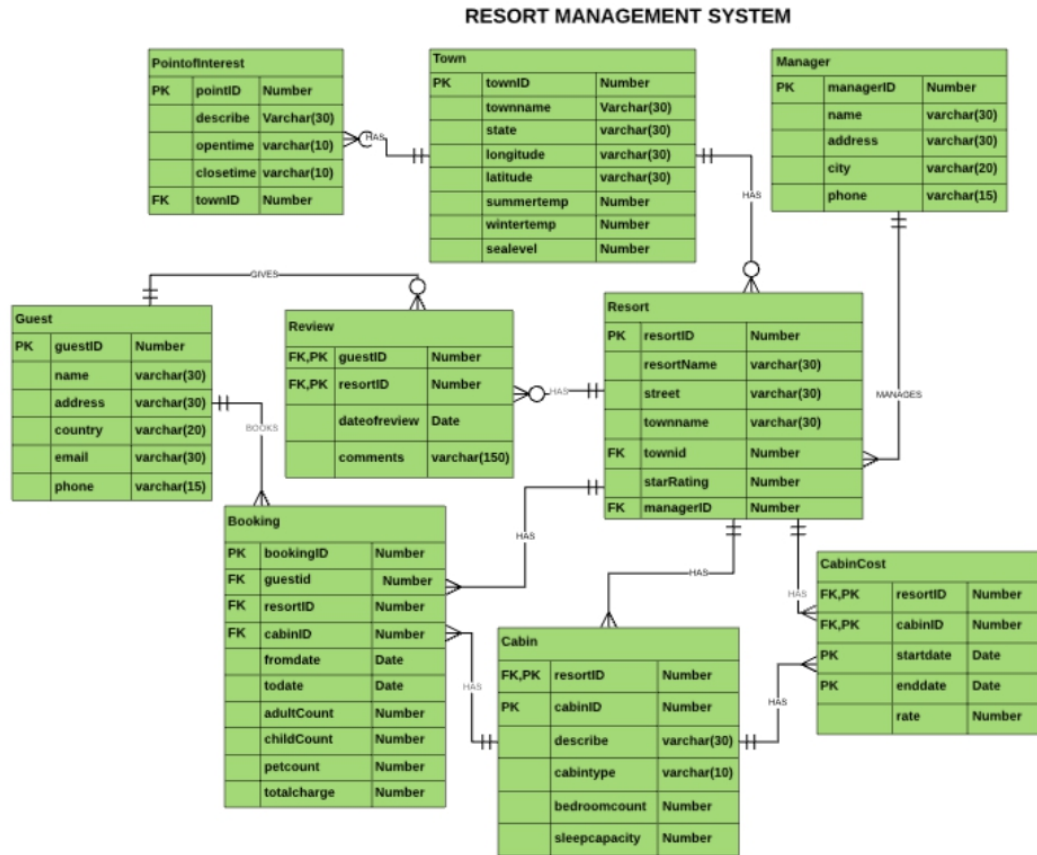 RESORT MANAGEMENT SYSTEM
PointofInterest
PK pointID Number
describe Varchar(30)
opentime varchar(10)
closetime varchar(10)
FK townID Number
HAS
Town
PK townID Number
townname Varchar(30)
state varchar(30)
longitude varchar(30)
latitude varchar(30)
summertemp Number
wintertemp Number
sealevel Number
HAS
Manager
PK managerID Number
name varchar(30)
address varchar(30)
city varchar(20)
phone varchar(15)
MANAGES
GIVES
Guest
PK guestID Number
name varchar(30)
address varchar(30)
country varchar(20)
email varchar(30)
phone varchar(15)
BOOKS
Review
FK,PK guestID Number
FK,PK resortID Number
dateofreview Date
comments varchar(150)
HAS
Resort
PK resortID Number
resortName varchar(30)
street varchar(30)
townname varchar(30)
FK townid Number
starRating Number
FK managerID Number
HAS
HAS
HAS
Booking
PK bookingID Number
FK guestid Number
FK resortID Number
FK cabinID Number
fromdate Date
todate Date
adultCount Number
childCount Number
petcount Number
totalcharge Number
HAS
Cabin
FK,PK resortID Number
PK cabinID Number
describe varchar(30)
cabintype varchar(10)
bedroomcount Number
sleepcapacity Number
HAS
CabinCost
FK,PK resortID Number
FK,PK cabinID Number
PK startdate Date
PK enddate Date
rate Number